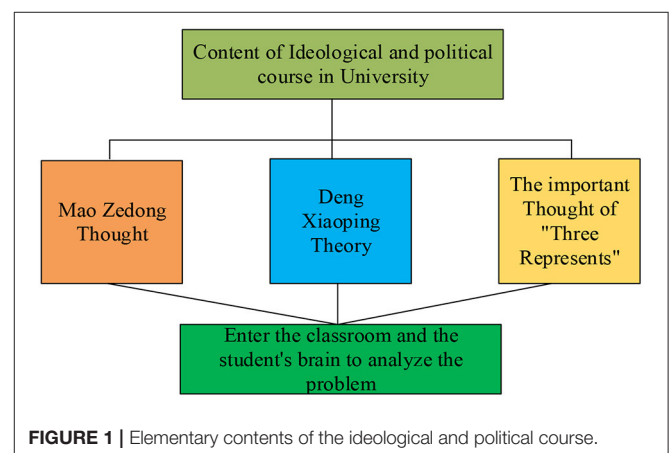 Content of Ideological and political
course in University
Mao Zedong
Thought
Deng
Xiaoping
Theory
The important
Thought of
"Three
Represents"
Enter the classroom and the
student's brain to analyze the
problem
FIGURE 1 | Elementary contents of the ideological and political course.